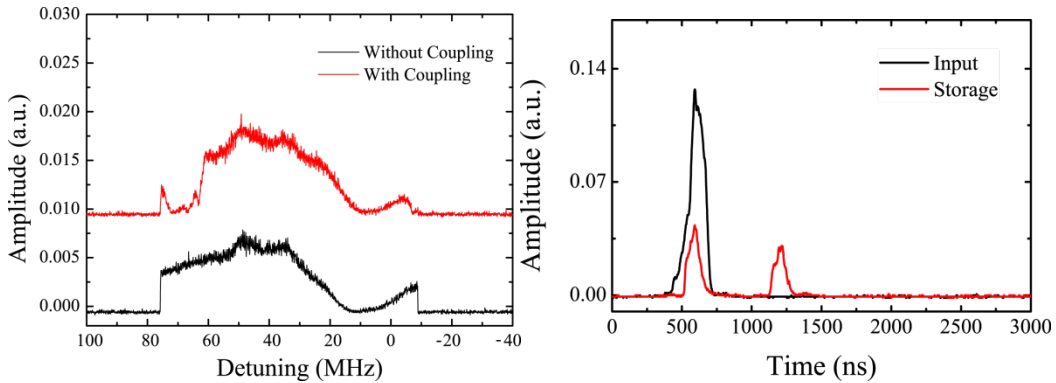 0.030
0.025
0.020
0.015
0.010
0.005
0.000
Amplitude (a.u.)
Without Coupling
With Coupling
100 80 60 40 20 0 -20 -40
Detuning (MHz)
0.14
0.07
0.00
Amplitude (a.u.)
Input
Storage
0 500 1000 1500 2000 2500 3000
Time (ns)